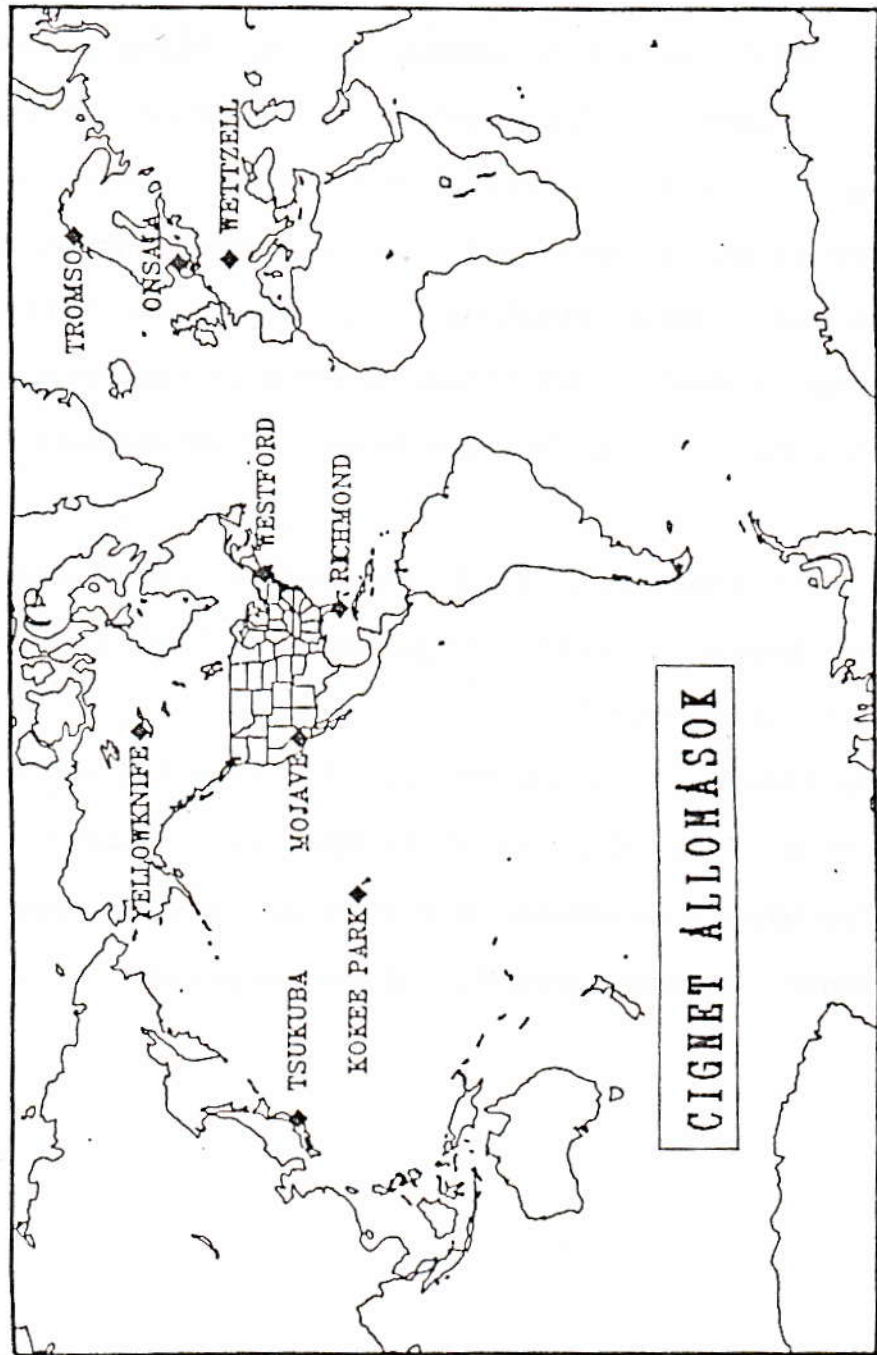 TROMSO
ONSALA
WETTZELL
YELLOWKNIFE
WESTFORD
RICHMOND
MOJAVE
TSUKUBA
KOKEE PARK
CIGNET ÁLLOMÁSOK